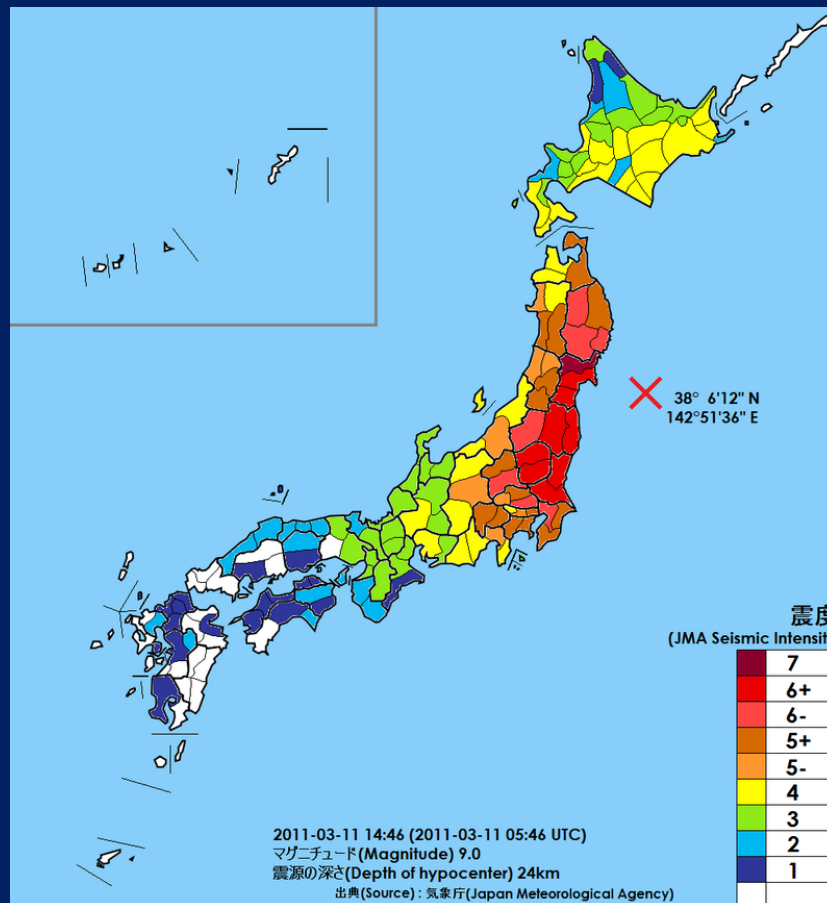 38° 6'12" N
142°51'36" E
震度
(JMA Seismic Intensit
7
6+
6-
5+
5-
4
3
2
1
2011-03-11 14:46 (2011-03-11 05:46 UTC)
マグニチュード(Magnitude) 9.0
震源の深さ(Depth of hypocenter) 24km
出典(Source) : 気象庁(Japan Meteorological Agency)